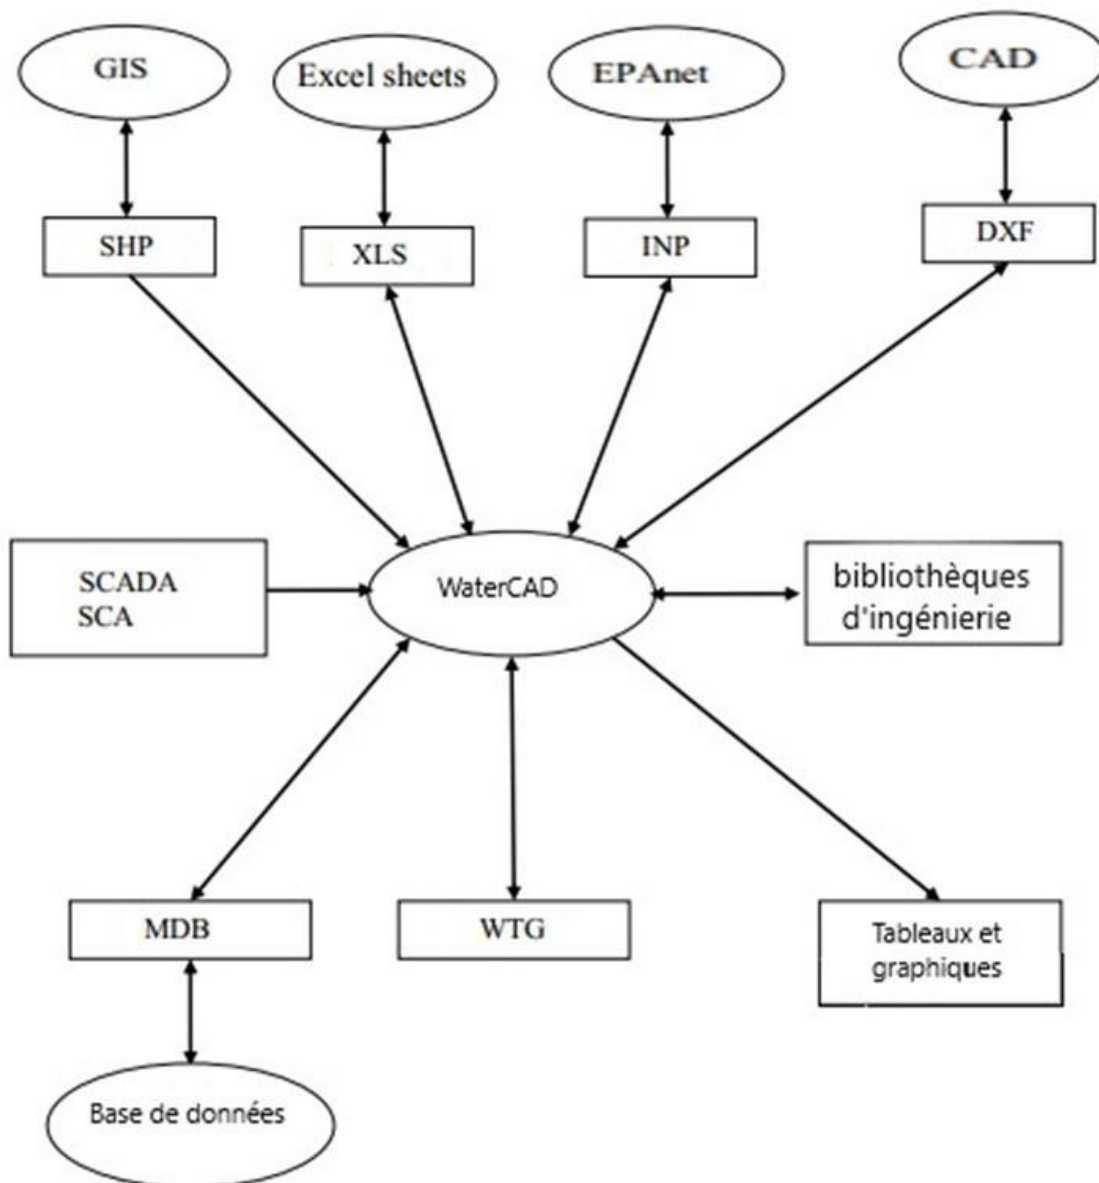 GIS
Excel sheets
EPAnet
CAD
SHP
XLS
INP
DXF
SCADA
SCA
WaterCAD
bibliothèques
d'ingénierie
MDB
WTG
Tableaux et
graphiques
Base de données